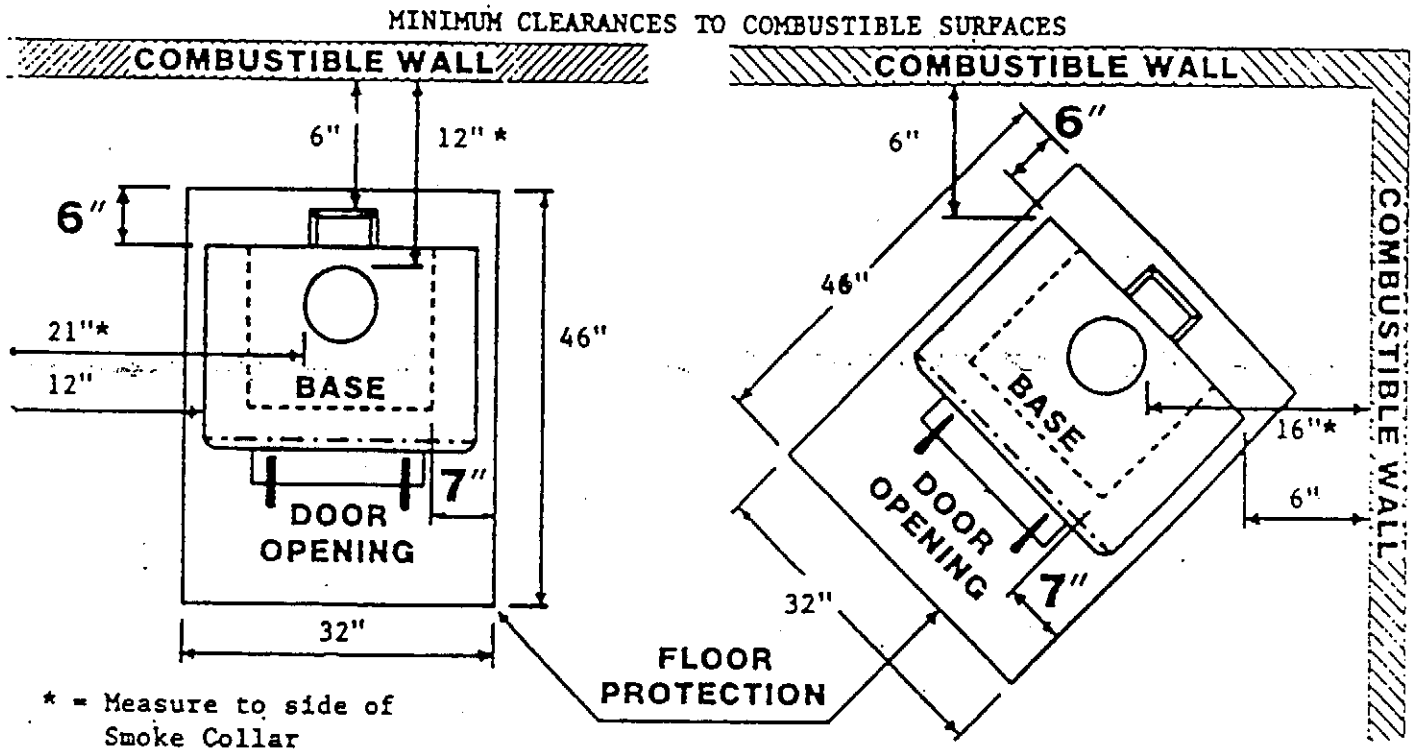 MINIMUM CLEARANCES TO COMBUSTIBLE SURFACES
COMBUSTIBLE WALL
6"
12" *
6"
21"*
12"
BASE
46"
7"
DOOR
OPENING
32"
* = Measure to side of
Smoke Collar
COMBUSTIBLE WALL
6"
6"
46"
BASE
DOOR
OPENING
16"*
6"
7"
32"
COMBUSTIBLE WALL
FLOOR
PROTECTION